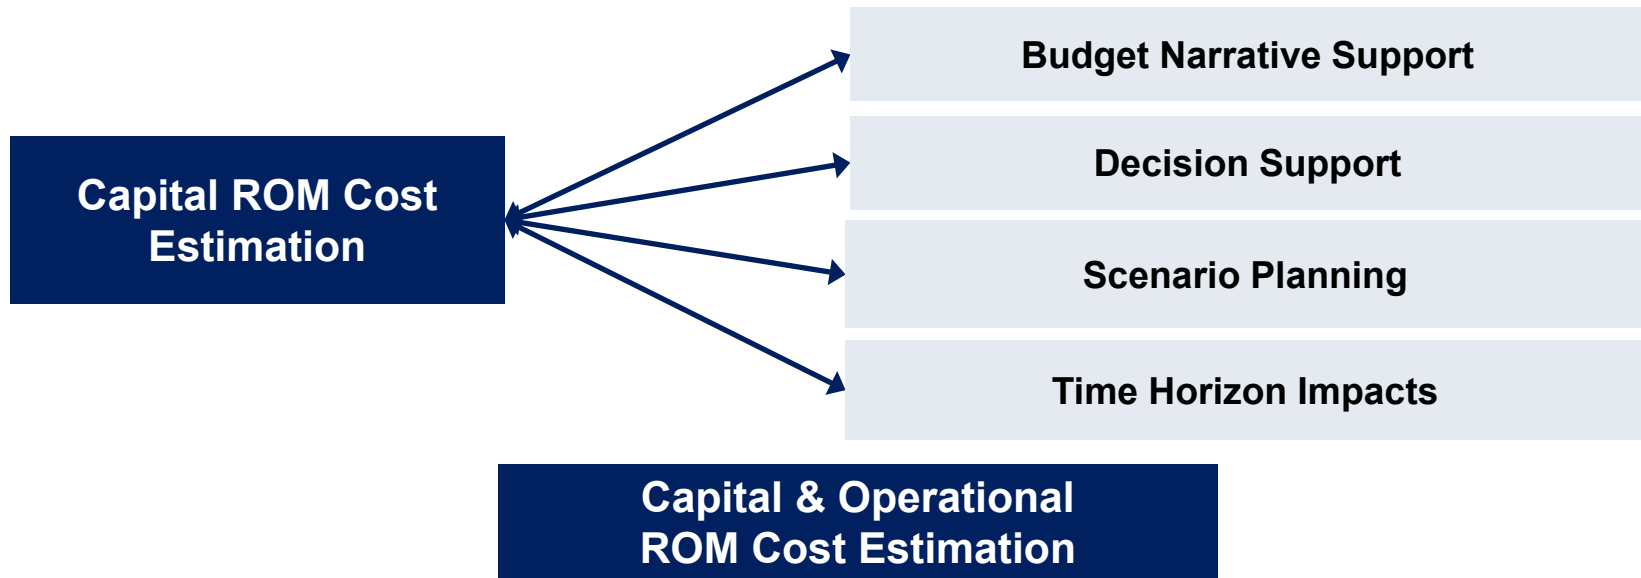 Capital ROM Cost
Estimation
Budget Narrative Support
Decision Support
Scenario Planning
Time Horizon Impacts
Capital & Operational
ROM Cost Estimation